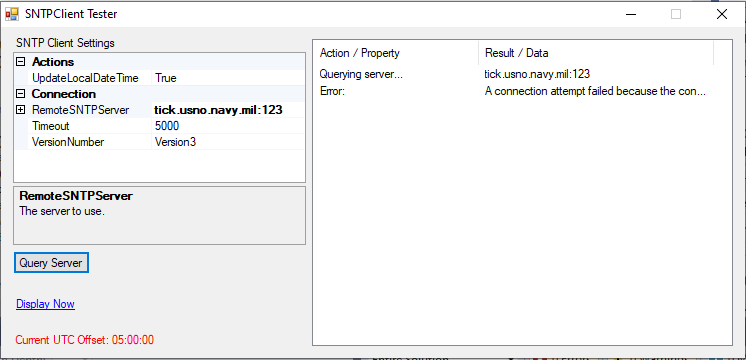 SNTPClient Tester
SNTP Client Settings
Actions
UpdateLocalDateTime True
Connection
RemoteSNTPServer tick.usno.navy.mil:123
Timeout 5000
VersionNumber Version3
RemoteSNTPServer
The server to use.
Query Server
Display Now
Current UTC Offset: 05:00:00
Action / Property Result / Data
Querying server... tick.usno.navy.mil:123
Error: A connection attempt failed because the con...